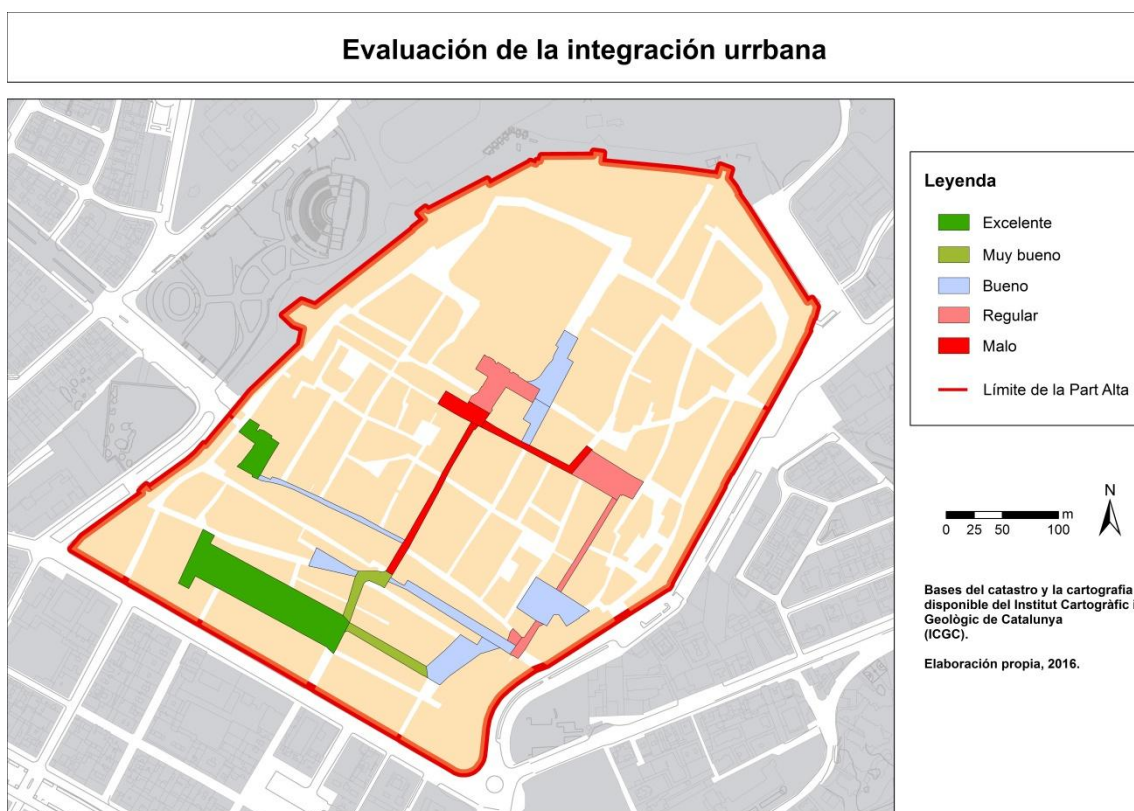 Evaluación de la integración urrbana
Leyenda
Excelente
Muy bueno
Bueno
Regular
Malo
Límite de la Part Alta
N
m
0 25 50 100
Bases del catastro y la cartografia
disponible del Institut Cartogràfic i
Geològic de Catalunya
(ICGC).
Elaboración propia, 2016.